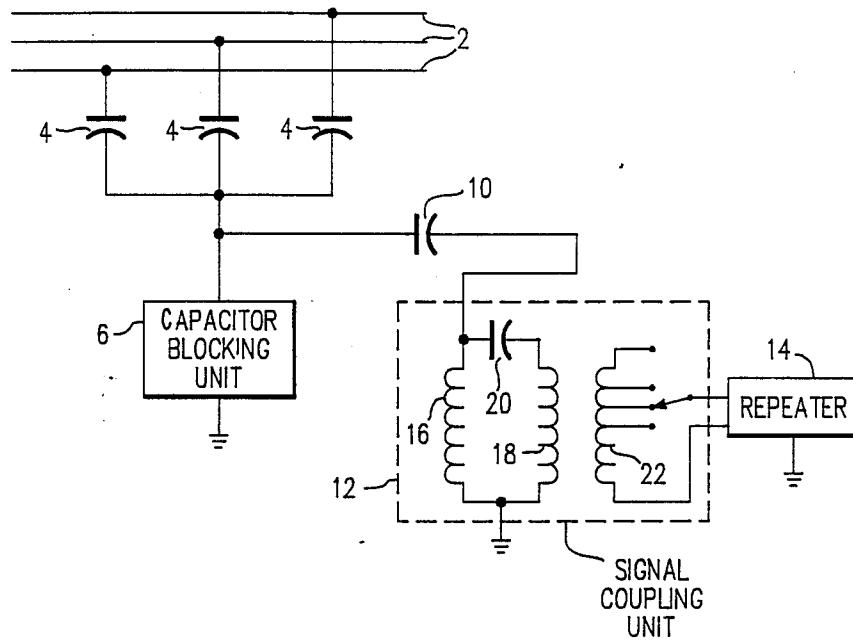 2
4
4
4
10
6
CAPACITOR
BLOCKING
UNIT
14
REPEATER
20
16
18
22
12
SIGNAL
COUPLING
UNIT